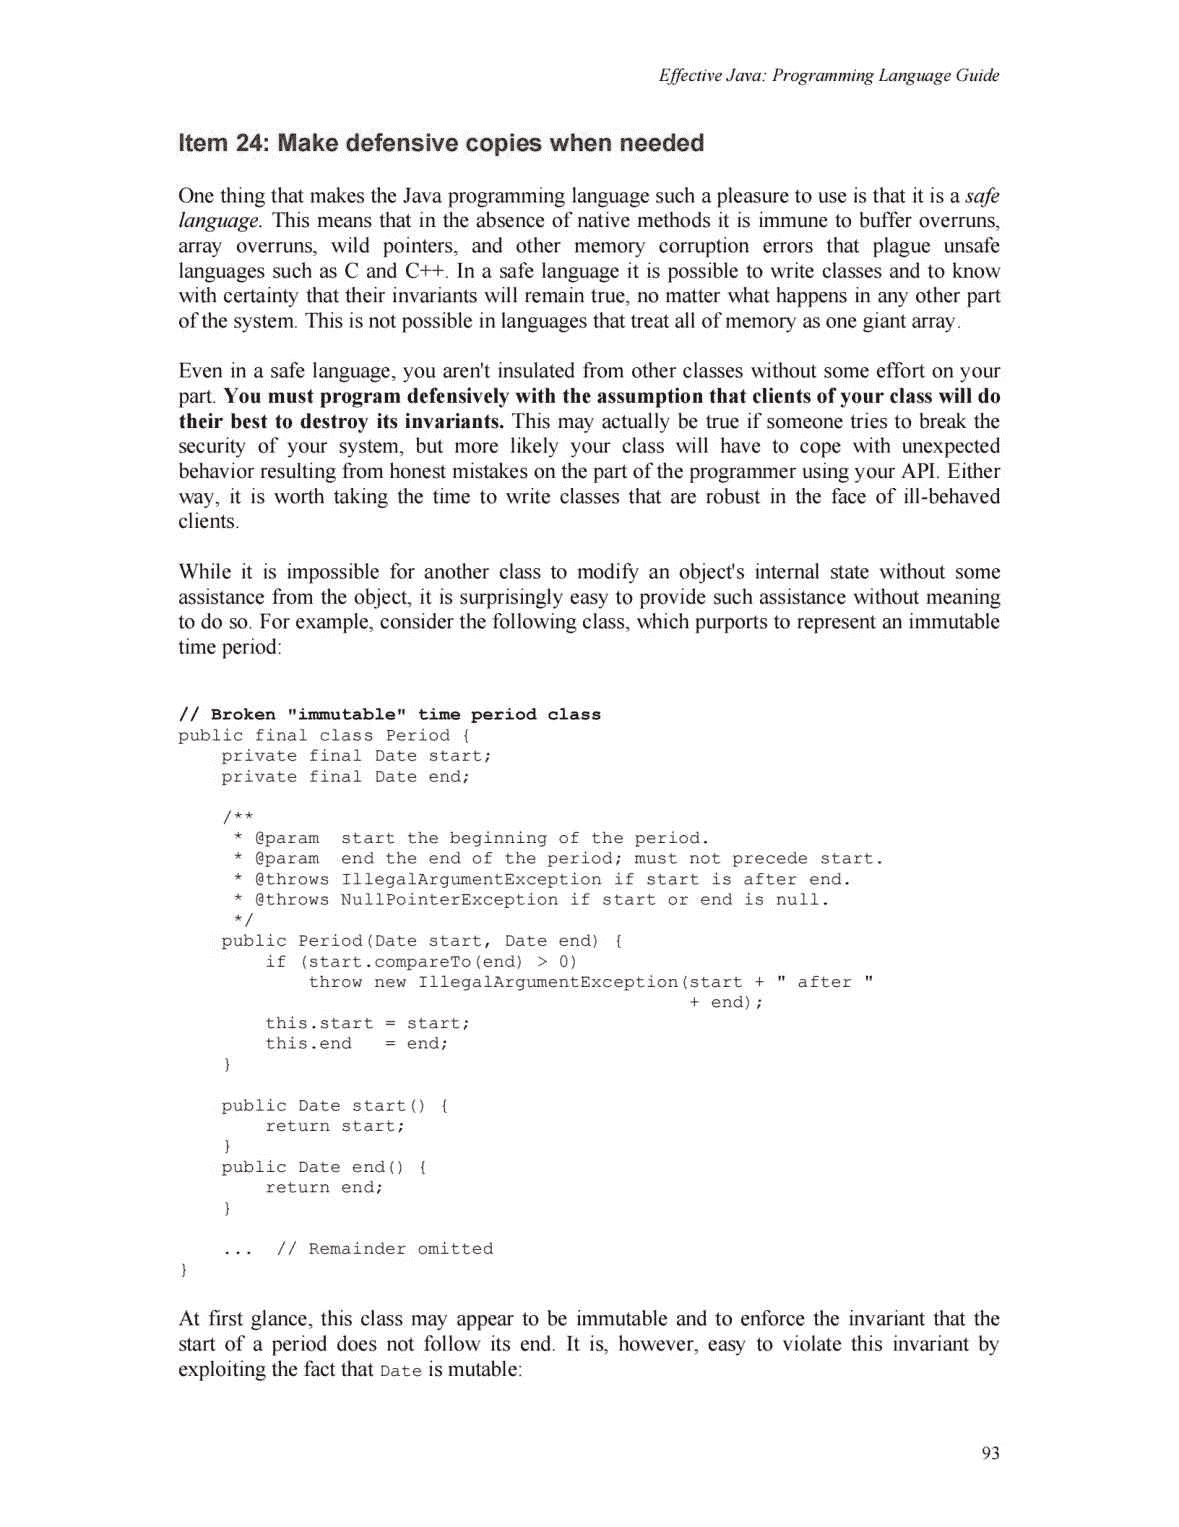 Effective Java: Programming Language Guide
Item 24: Make defensive copies when needed
One thing that makes the Java programming language such a pleasure to use is that it is a safe
language. This means that in the absence of native methods it is immune to buffer overruns,
array overruns, wild pointers, and other memory corruption errors that plague unsafe
languages such as C and C++. In a safe language it is possible to write classes and to know
with certainty that their invariants will remain true, no matter what happens in any other part
of the system. This is not possible in languages that treat all of memory as one giant array.
Even in a safe language, you aren't insulated from other classes without some effort on your
part. You must program defensively with the assumption that clients of your class will do
their best to destroy its invariants. This may actually be true if someone tries to break the
security of your system, but more likely your class will have to cope with unexpected
behavior resulting from honest mistakes on the part of the programmer using your API. Either
way, it is worth taking the time to write classes that are robust in the face of ill-behaved
clients.
While it is impossible for another class to modify an object's internal state without some
assistance from the object, it is surprisingly easy to provide such assistance without meaning
to do so. For example, consider the following class, which purports to represent an immutable
time period:
// Broken "immutable" time period class
public final class Period {
    private final Date start;
    private final Date end;
    /**
     * @param  start the beginning of the period.
     * @param  end the end of the period; must not precede start.
     * @throws IllegalArgumentException if start is after end.
     * @throws NullPointerException if start or end is null.
     */
    public Period(Date start, Date end) {
        if (start.compareTo(end) > 0)
            throw new IllegalArgumentException(start + " after "
                                               + end);
        this.start = start;
        this.end   = end;
    }
    public Date start() {
        return start;
    }
    public Date end() {
        return end;
    }
    ...  // Remainder omitted
}
At first glance, this class may appear to be immutable and to enforce the invariant that the
start of a period does not follow its end. It is, however, easy to violate this invariant by
exploiting the fact that Date is mutable:
93